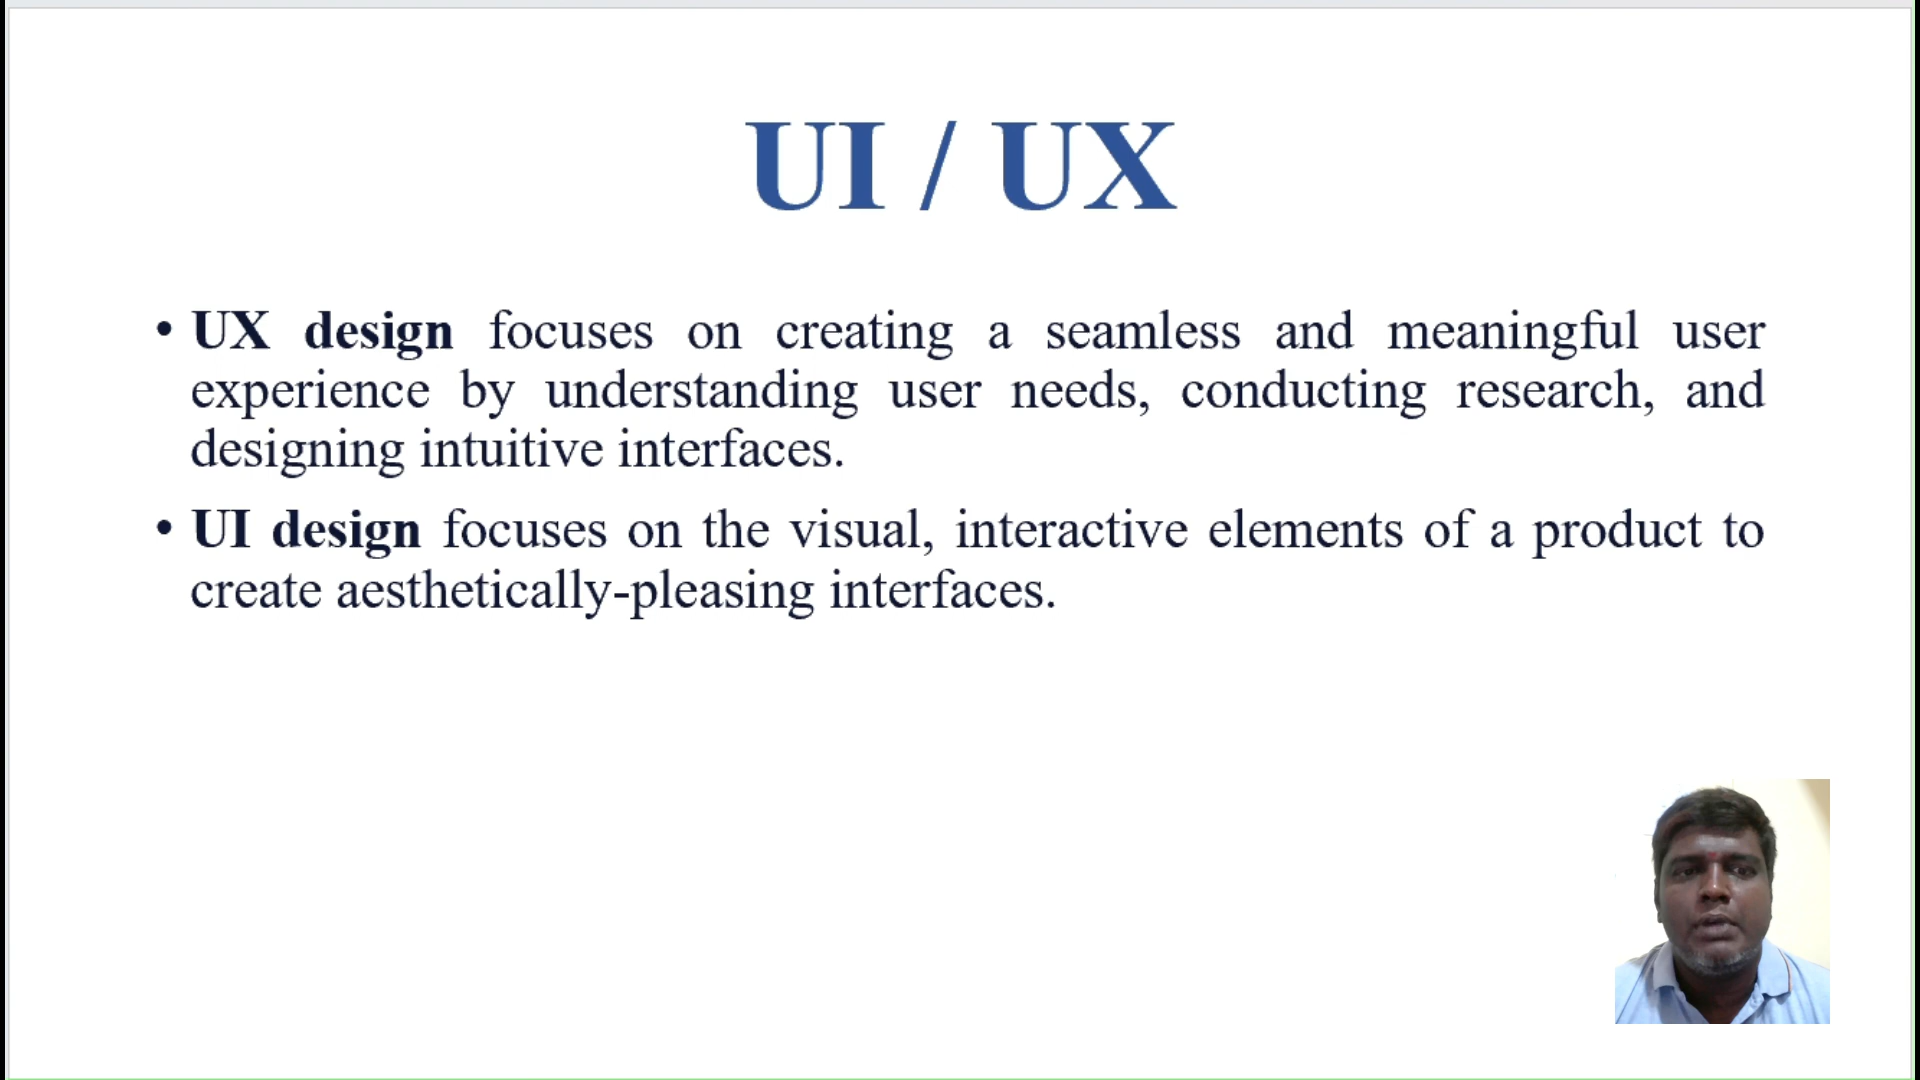 UI / UX
• UX design focuses on creating a seamless and meaningful user
experience by understanding user needs, conducting research, and
designing intuitive interfaces.
• UI design focuses on the visual, interactive elements of a product to
create aesthetically-pleasing interfaces.